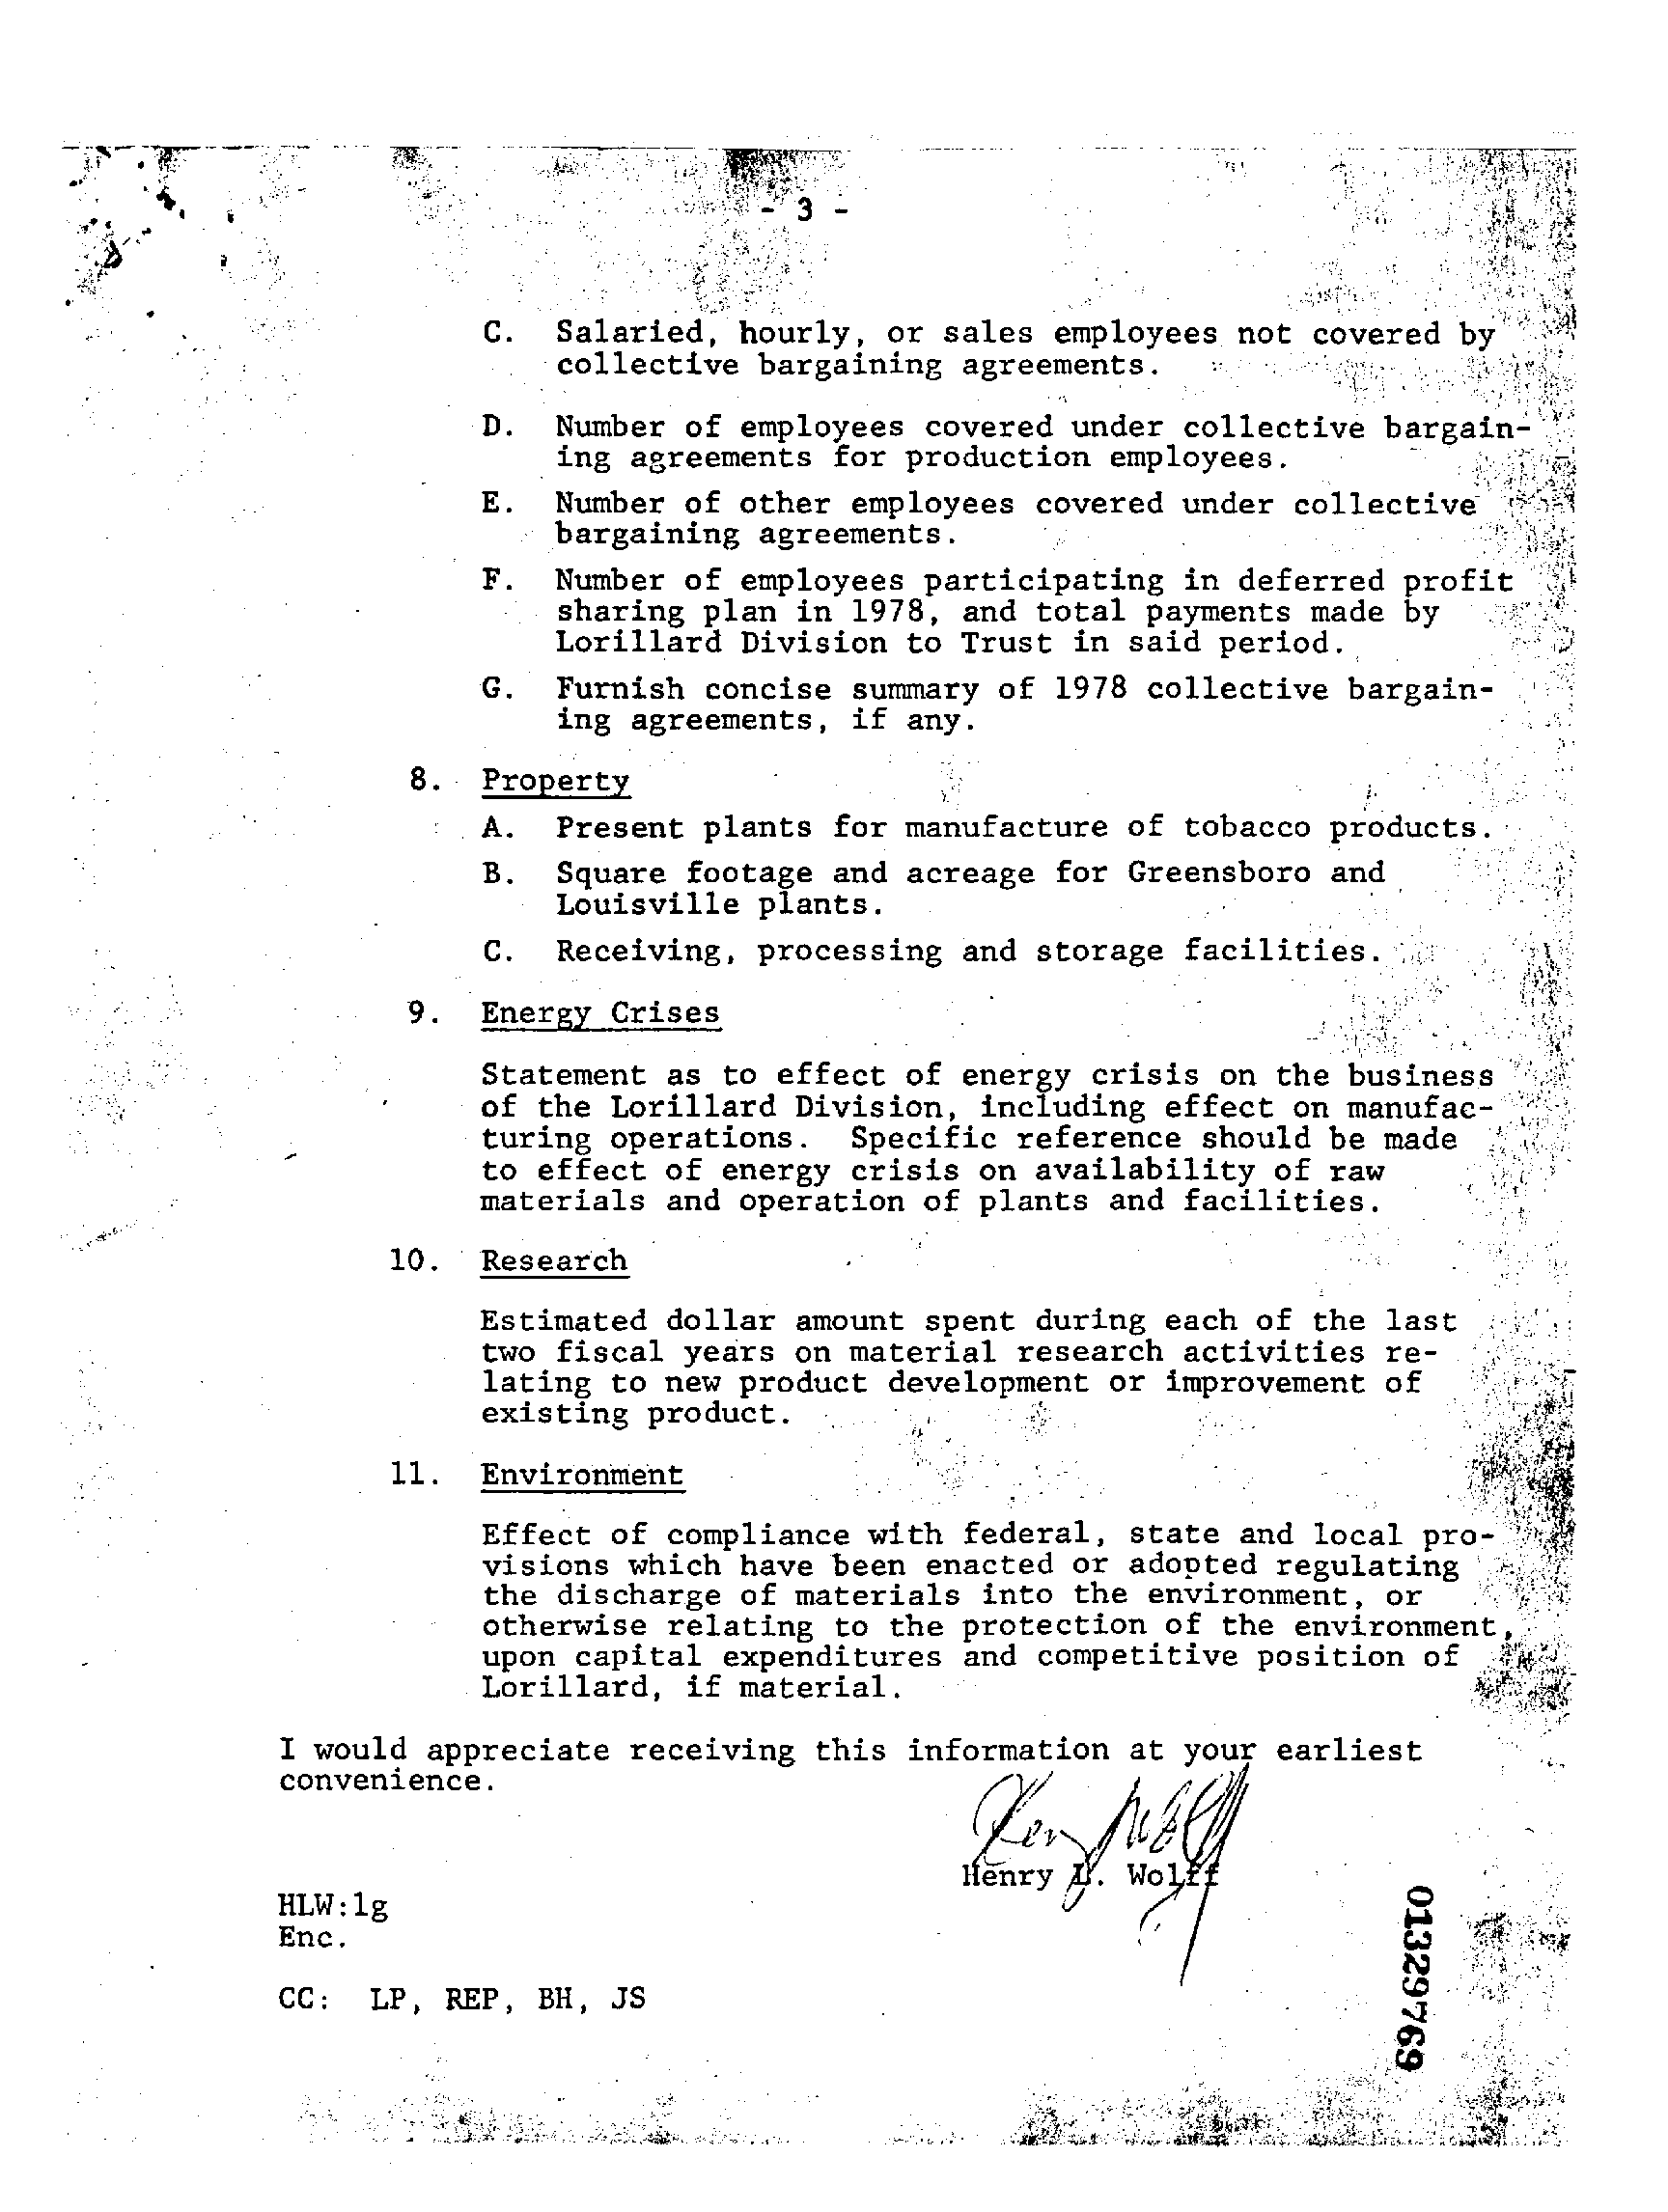 - 3 -
C. Salaried, hourly, or sales employees not covered by
collective bargaining agreements.
D. Number of employees covered under collective bargain-
ing agreements for production employees.
E. Number of other employees covered under collective
bargaining agreements.
F. Number of employees participating in deferred profit
sharing plan in 1978, and total payments made by
Lorillard Division to Trust in said period.
G. Furnish concise summary of 1978 collective bargain-
ing agreements, if any.
8. Property
A. Present plants for manufacture of tobacco products.
B. Square footage and acreage for Greensboro and
Louisville plants.
C. Receiving, processing and storage facilities.
9. Energy Crises
Statement as to effect of energy crisis on the business
of the Lorillard Division, including effect on manufac-
turing operations. Specific reference should be made
to effect of energy crisis on availability of raw
materials and operation of plants and facilities.
10. Research
Estimated dollar amount spent during each of the last
two fiscal years on material research activities re-
lating to new product development or improvement of
existing product.
11. Environment
Effect of compliance with federal, state and local pro-
visions which have been enacted or adopted regulating
the discharge of materials into the environment, or
otherwise relating to the protection of the environment,
upon capital expenditures and competitive position of
Lorillard, if material.
I would appreciate receiving this information at your earliest
convenience.
Henry L. Wolff
HLW:lg
Enc.
CC: LP, REP, BH, JS
01329769